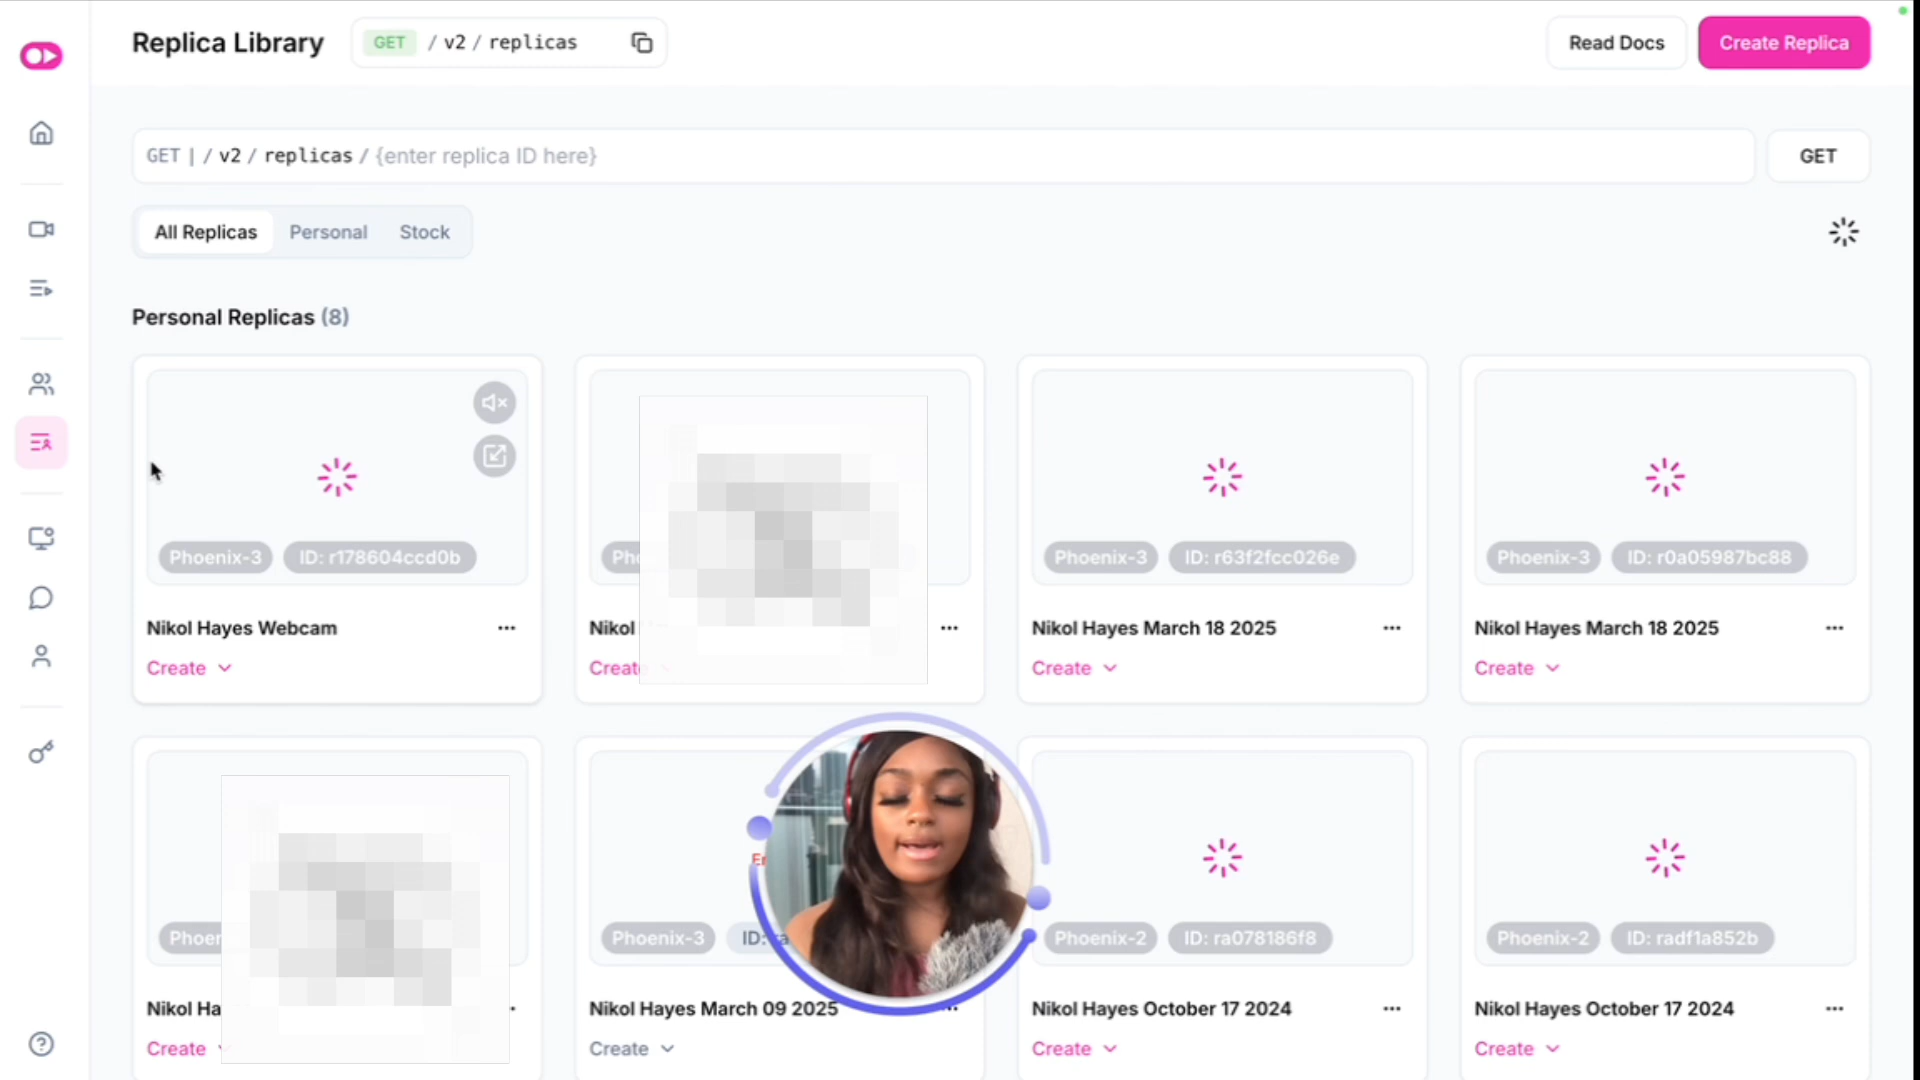 Replica Library
GET / v2 / replicas
Read Docs
Create Replica
GET | / v2 / replicas / {enter replica ID here}
GET
All Replicas
Personal
Stock
Personal Replicas (8)
Phoenix-3
ID: r178604ccd0b
Phoenix-3
ID: r63f2fcc026e
Phoenix-3
ID: r0a05987bc88
Nikol Hayes Webcam
Nikol
Nikol Hayes March 18 2025
Nikol Hayes March 18 2025
Create
Create
Create
Create
Phoenix-3
ID:
Phoenix-2
ID: ra078186f8
Phoenix-2
ID: radf1a852b
Nikol Ha
Nikol Hayes March 09 2025
Nikol Hayes October 17 2024
Nikol Hayes October 17 2024
Create
Create
Create
Create